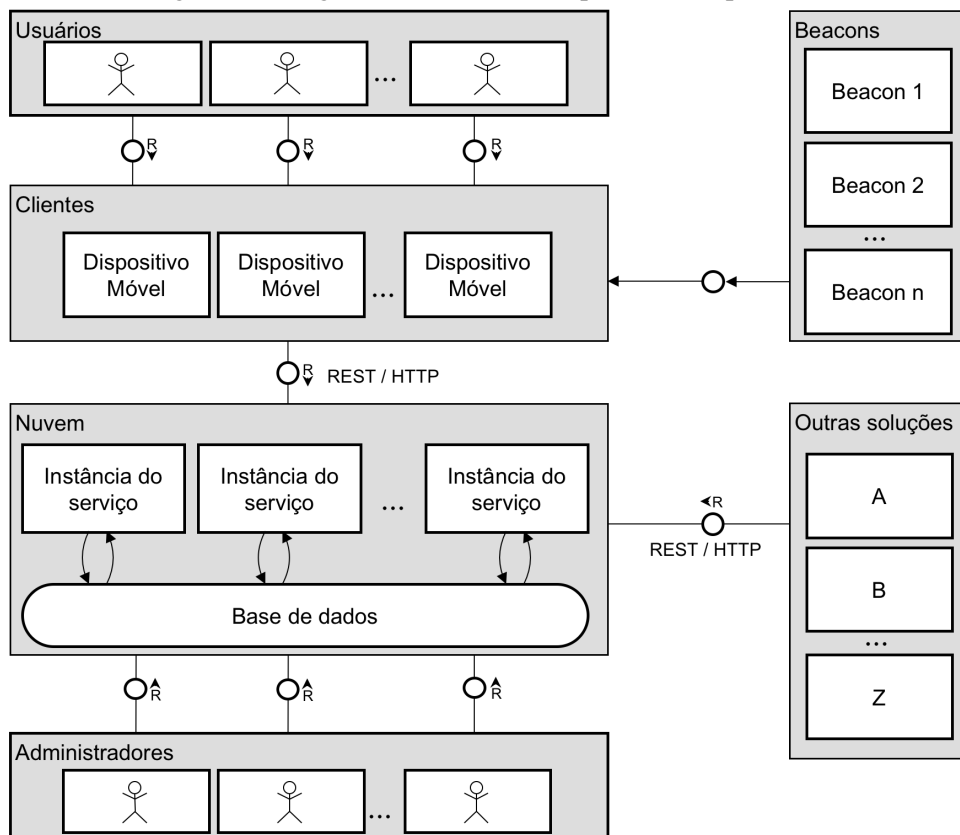 Usuários
...
R
R
R
Clientes
Dispositivo
Móvel
Dispositivo
Móvel
...
Dispositivo
Móvel
Beacons
Beacon 1
Beacon 2
...
Beacon n
R
REST / HTTP
Nuvem
Instância do
serviço
Instância do
serviço
...
Instância do
serviço
Base de dados
R
REST / HTTP
Outras soluções
A
B
...
Z
R
R
R
Administradores
...